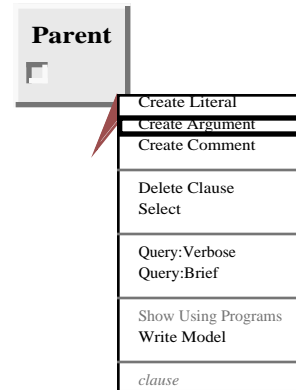 Parent
Create Literal
Create Argument
Create Comment
Delete Clause
Select
Query:Verbose
Query:Brief
Show Using Programs
Write Model
clause